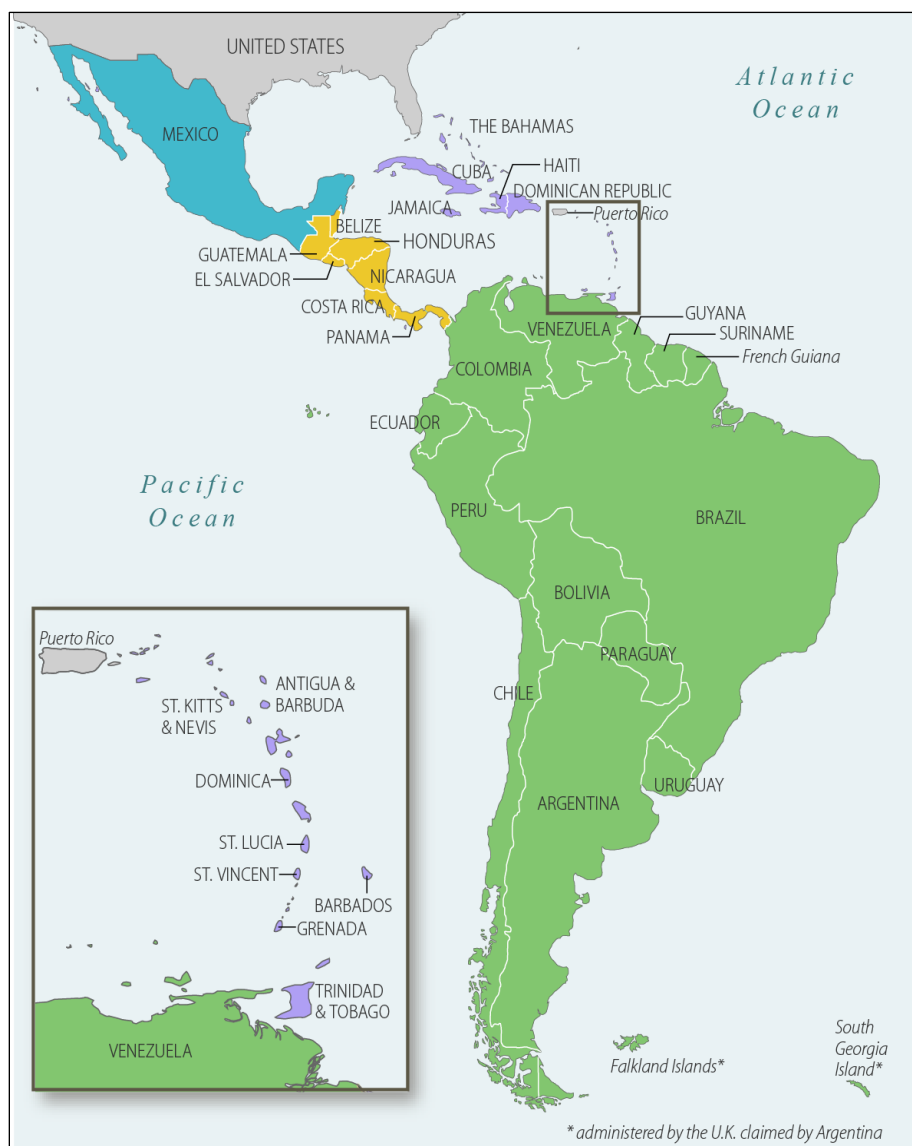 UNITED STATES
Atlantic
Ocean
MEXICO
THE BAHAMAS
CUBA
HAITI
DOMINICAN REPUBLIC
JAMAICA
Puerto Rico
BELIZE
HONDURAS
GUATEMALA
EL SALVADOR
NICARAGUA
COSTA RICA
PANAMA
VENEZUELA
GUYANA
SURINAME
French Guiana
COLOMBIA
ECUADOR
Pacific
Ocean
PERU
BRAZIL
BOLIVIA
PARAGUAY
CHILE
URUGUAY
ARGENTINA
Puerto Rico
ANTIGUA &
BARBUDA
ST. KITTS
& NEVIS
DOMINICA
ST. LUCIA
ST. VINCENT
BARBADOS
GRENADA
TRINIDAD
& TOBAGO
VENEZUELA
Falkland Islands*
South
Georgia
Island*
* administered by the U.K. claimed by Argentina